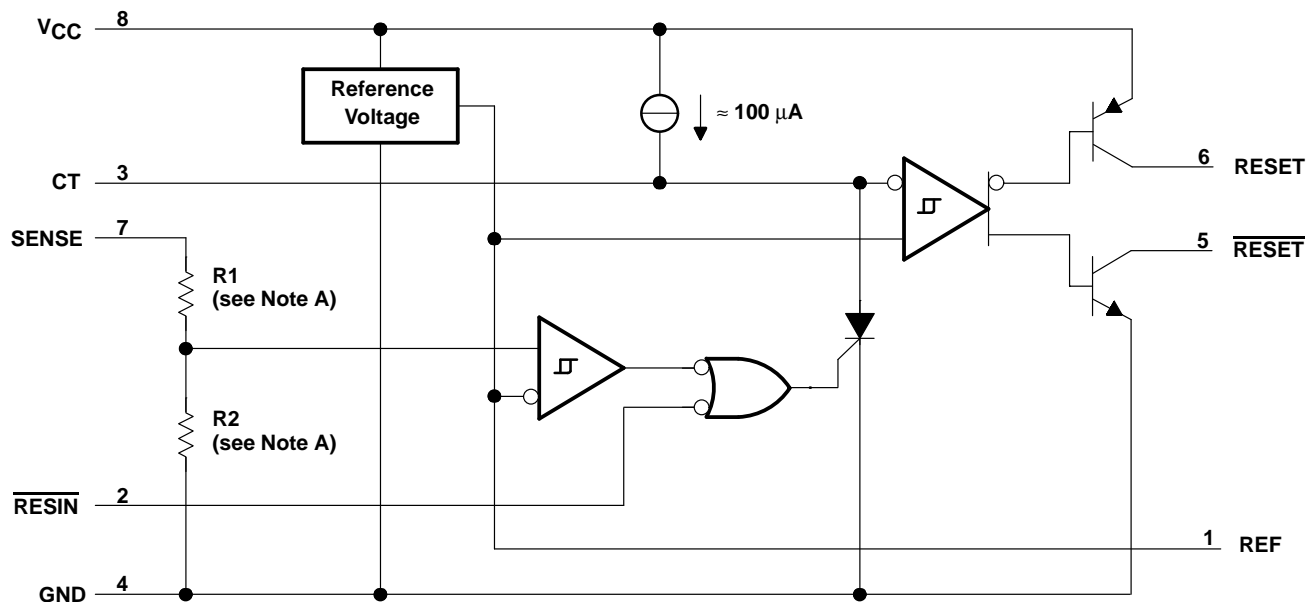 VCC 8
Reference
Voltage
≈ 100 μA
6 RESET
CT 3
SENSE 7
5 RESET
R1
(see Note A)
R2
(see Note A)
RESIN 2
1 REF
GND 4